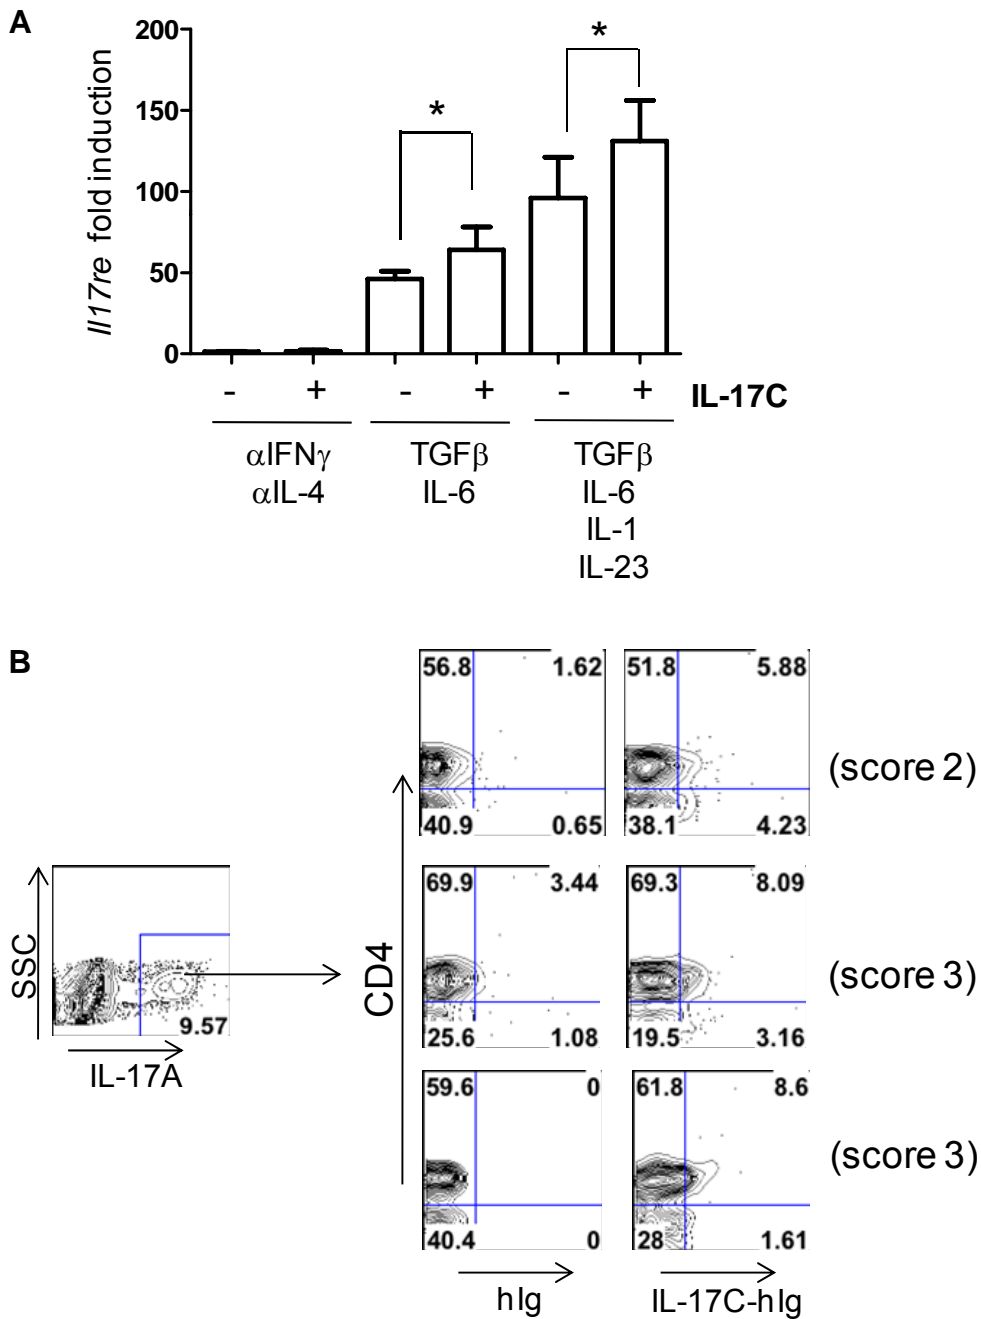 A
200
150
100
50
0
Il17re fold induction
*
*
- + - + - + IL-17C
αIFNγ TGFβ TGFβ
αIL-4 IL-6 IL-6
IL-1
IL-23
B
56.8 1.62 51.8 5.88
(score 2)
40.9 0.65 38.1 4.23
69.9 3.44 69.3 8.09
SSC
CD4
(score 3)
9.57
25.6 1.08 19.5 3.16
IL-17A
59.6 0 61.8 8.6
(score 3)
40.4 0 28 1.61
hIg IL-17C-hIg